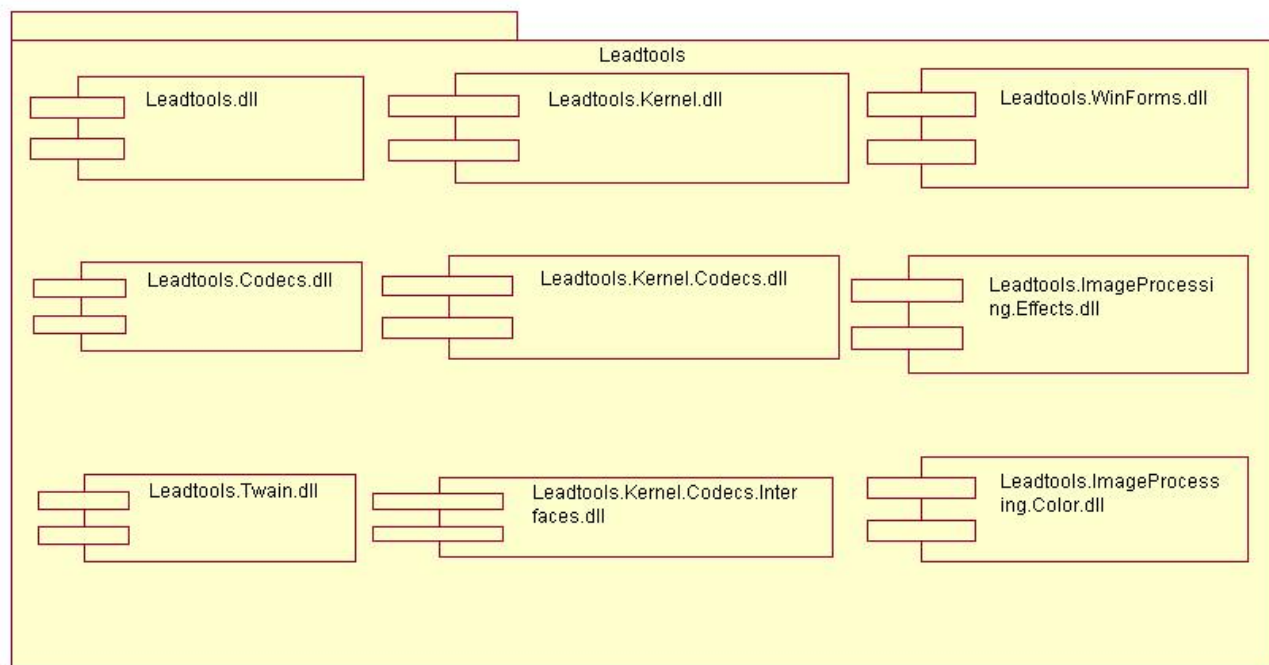 Leadtools
Leadtools.dll
Leadtools.Kernel.dll
Leadtools.WinForms.dll
Leadtools.Codecs.dll
Leadtools.Kernel.Codecs.dll
Leadtools.ImageProcessi
ng.Effects.dll
Leadtools.Twain.dll
Leadtools.Kernel.Codecs.Inter
faces.dll
Leadtools.ImageProcess
ing.Color.dll